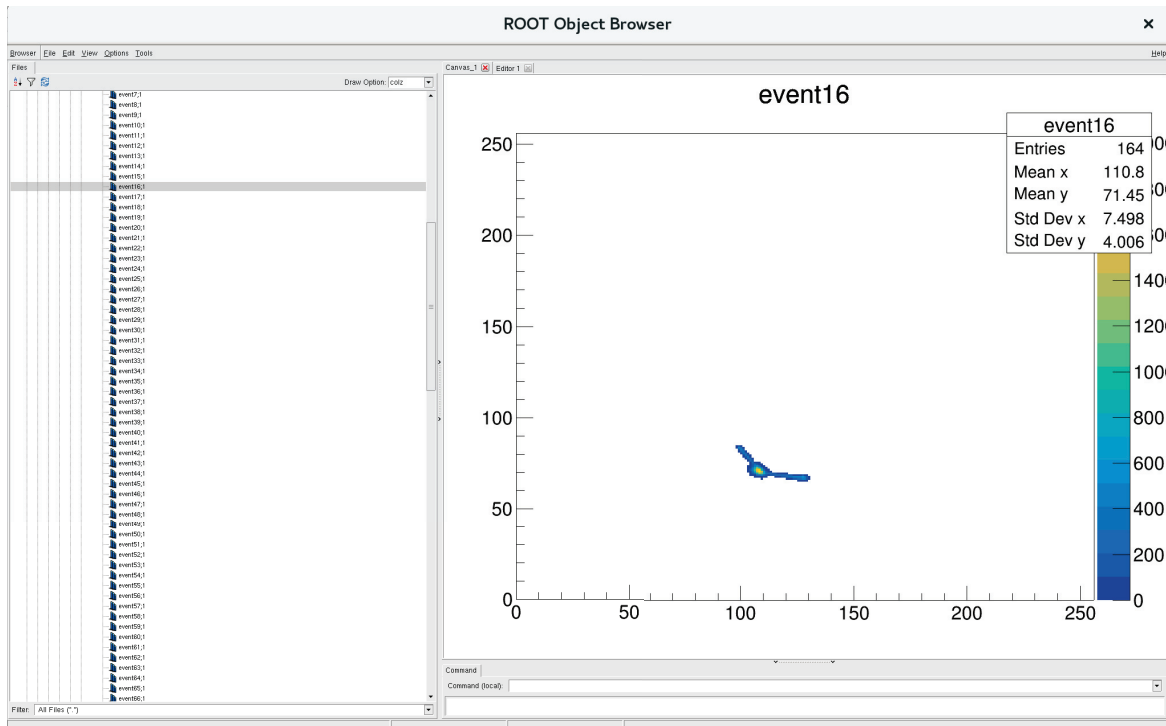 ROOT Object Browser
Browser File Edit View Options Tools Help
Files
Draw Option: colz
event7;1
event8;1
event9;1
event10;1
event11;1
event12;1
event13;1
event14;1
event15;1
event16;1
event17;1
event18;1
event19;1
event20;1
event21;1
event22;1
event23;1
event24;1
event25;1
event26;1
event27;1
event28;1
event29;1
event30;1
event31;1
event32;1
event33;1
event34;1
event35;1
event36;1
event37;1
event38;1
event39;1
event40;1
event41;1
event42;1
event43;1
event44;1
event45;1
event46;1
event47;1
event48;1
event49;1
event50;1
event51;1
event52;1
event53;1
event54;1
event55;1
event56;1
event57;1
event58;1
event59;1
event60;1
event61;1
event62;1
event63;1
event64;1
event65;1
event66;1
Filter: All Files (*.*)
Canvas_1 Editor 1
event16
event16
Entries 164
Mean x 110.8
Mean y 71.45
Std Dev x 7.498
Std Dev y 4.006
250
200
150
100
50
0
0 50 100 150 200 250
140
120
100
800
600
400
200
0
Command
Command (local):